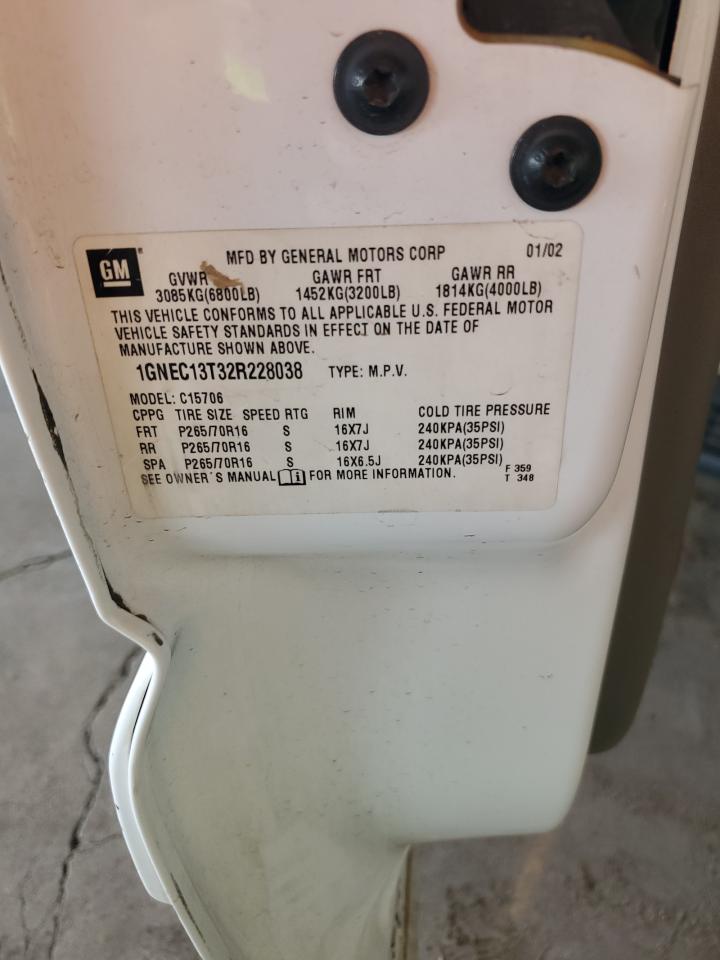 GM MFD BY GENERAL MOTORS CORP 01/02
GVWR GAWR FRT GAWR RR
3085KG(6800LB) 1452KG(3200LB) 1814KG(4000LB)
THIS VEHICLE CONFORMS TO ALL APPLICABLE U.S. FEDERAL MOTOR
VEHICLE SAFETY STANDARDS IN EFFECT ON THE DATE OF
MANUFACTURE SHOWN ABOVE.
1GNEC13T32R228038 TYPE: M.P.V.
MODEL: C15706
CPPG TIRE SIZE SPEED RTG RIM COLD TIRE PRESSURE
FRT P265/70R16 S 16X7J 240KPA(35PSI)
RR P265/70R16 S 16X7J 240KPA(35PSI)
SPA P265/70R16 S 16X6.5J 240KPA(35PSI)
SEE OWNER'S MANUAL i FOR MORE INFORMATION. F 359
T 348